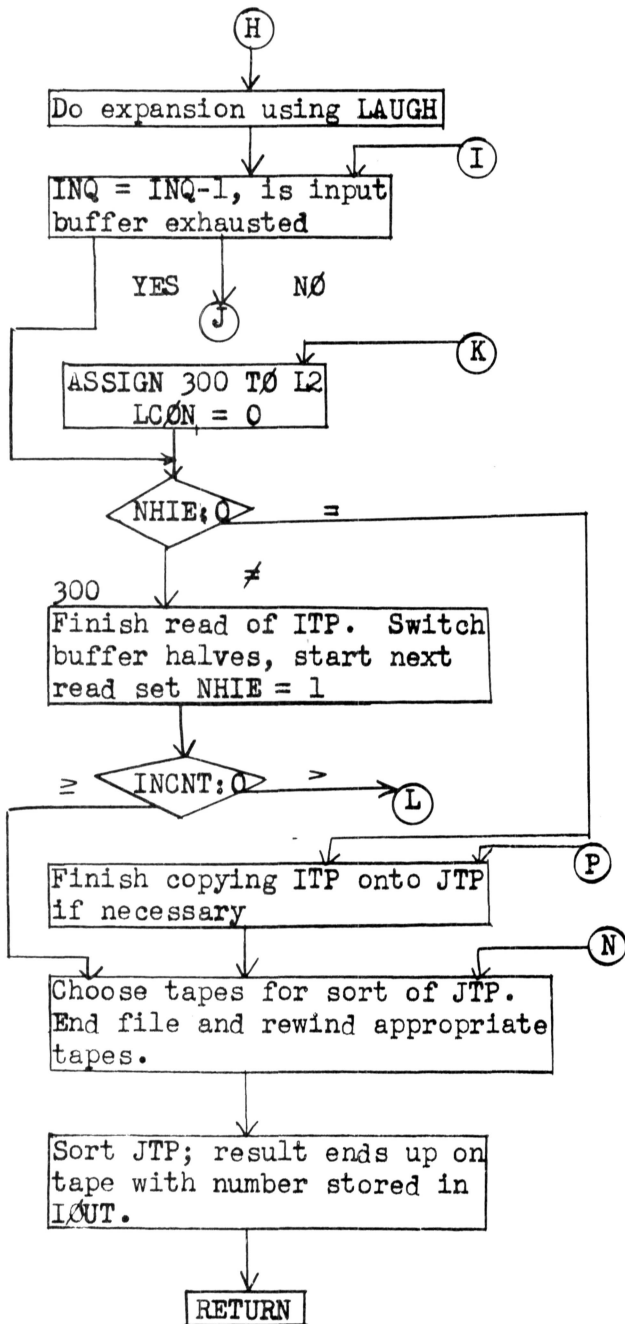 H
Do expansion using LAUGH
I
INQ = INQ-1, is input
buffer exhausted
YES NØ
J
K
ASSIGN 300 TØ L2
LCØN = 0
NHIE:0 =
≠
300
Finish read of ITP. Switch
buffer halves, start next
read set NHIE = 1
≥ INCNT:0 >
L
P
Finish copying ITP onto JTP
if necessary
N
Choose tapes for sort of JTP.
End file and rewind appropriate
tapes.
Sort JTP; result ends up on
tape with number stored in
IØUT.
RETURN